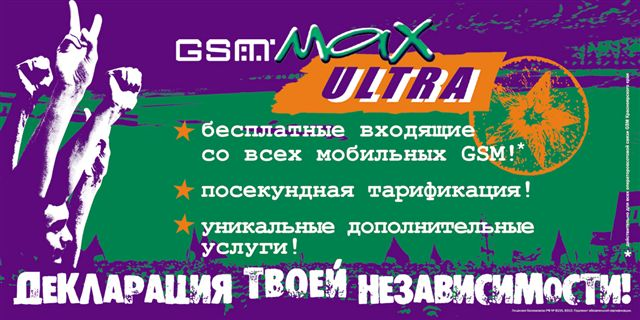 GSM MAX
ULTRA
бесплатные входящие
со всех мобильных GSM!*
посекундная тарификация!
уникальные дополнительные
услуги!
ДЕКЛАРАЦИЯ ТВОЕЙ НЕЗАВИСИМОСТИ!